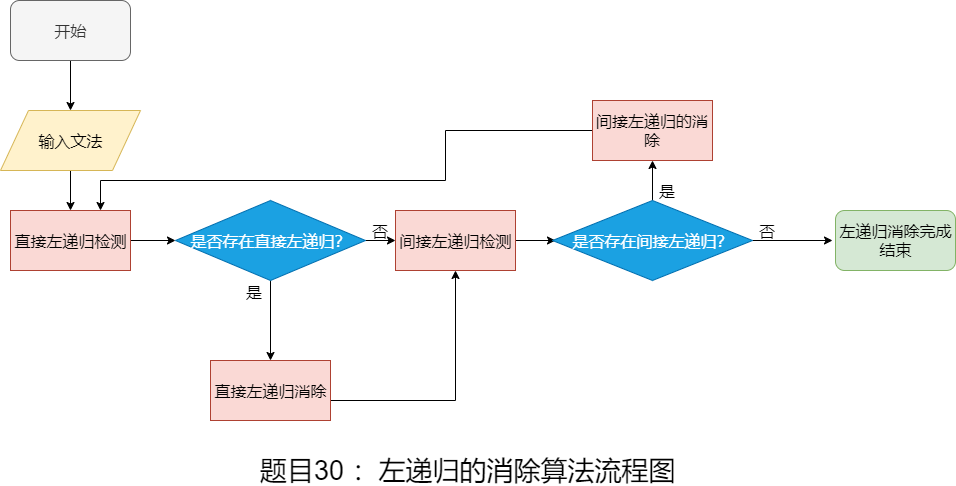 开始
输入文法
间接左递归的消
除
是
直接左递归检测
是否存在直接左递归?
否
间接左递归检测
是否存在间接左递归?
否
左递归消除完成
结束
是
直接左递归消除
题目30 ：左递归的消除算法流程图